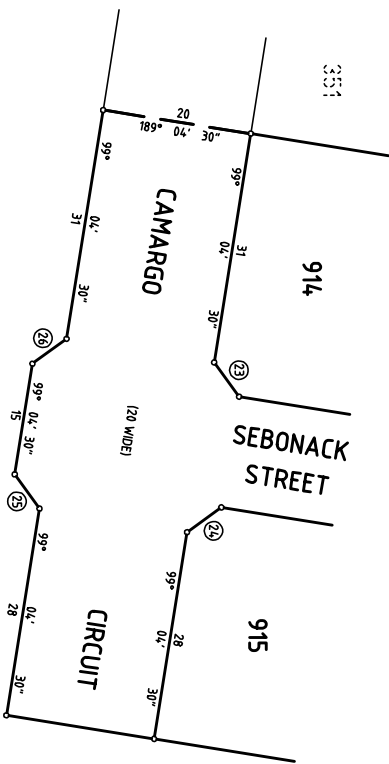 351
20
189° 04' 30"
99° 04' 30"
31
914
99° 04' 30"
31
CAMARGO
23
26
(20 WIDE)
SEBONACK
STREET
99° 04' 30"
15
25
24
915
99° 04' 30"
28
99° 04' 30"
28
CIRCUIT